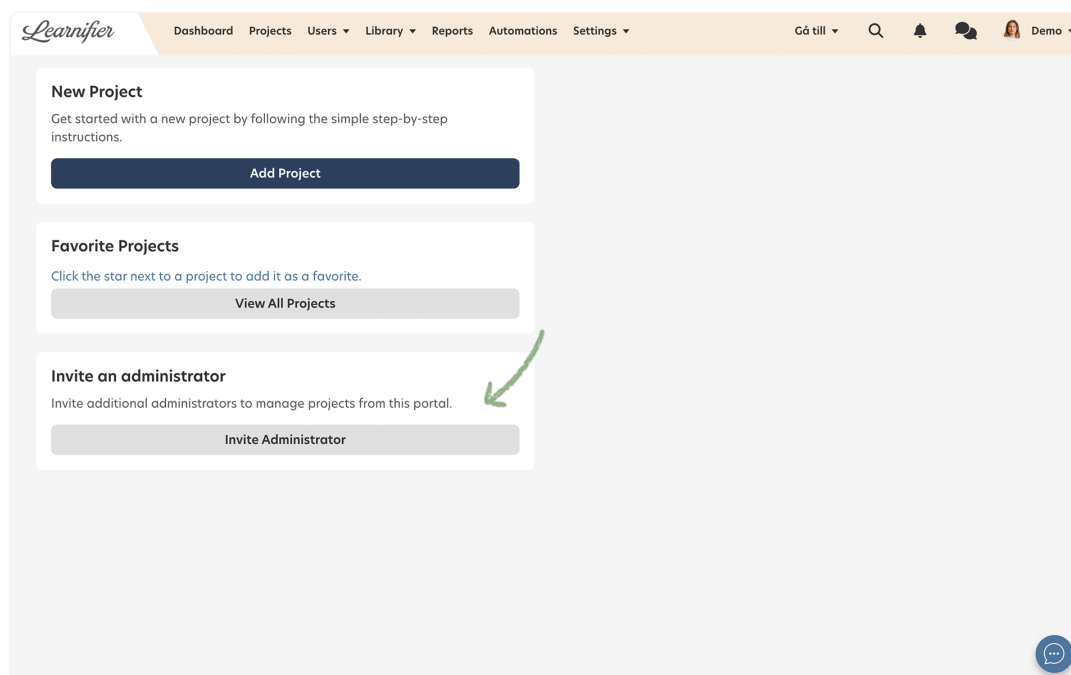 Learnifier
Dashboard Projects Users Library Reports Automations Settings Gå till Demo
New Project
Get started with a new project by following the simple step-by-step
instructions.
Add Project
Favorite Projects
Click the star next to a project to add it as a favorite.
View All Projects
Invite an administrator
Invite additional administrators to manage projects from this portal.
Invite Administrator